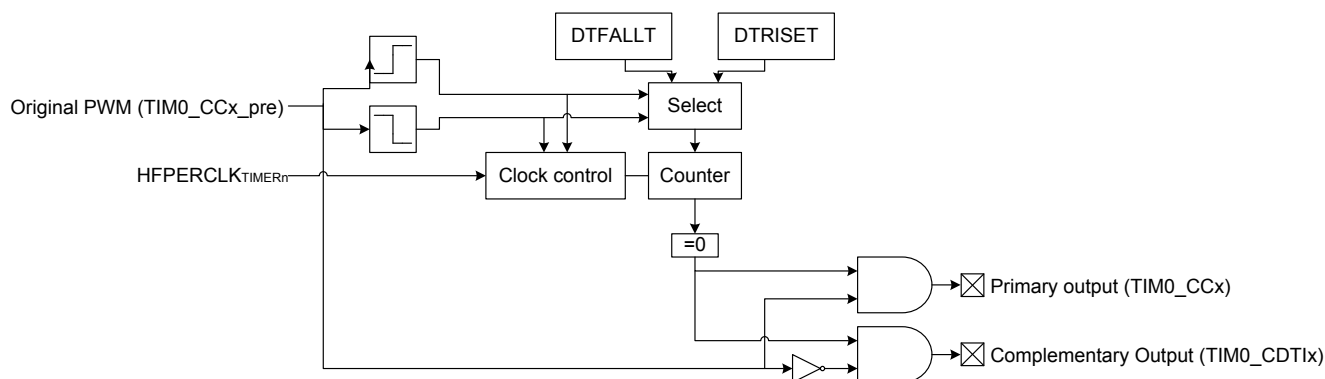 DTFALLT
DTRISET
Original PWM (TIM0_CCx_pre)
Select
HFPERCLKTIMERn
Clock control
Counter
=0
Primary output (TIM0_CCx)
Complementary Output (TIM0_CDTIx)